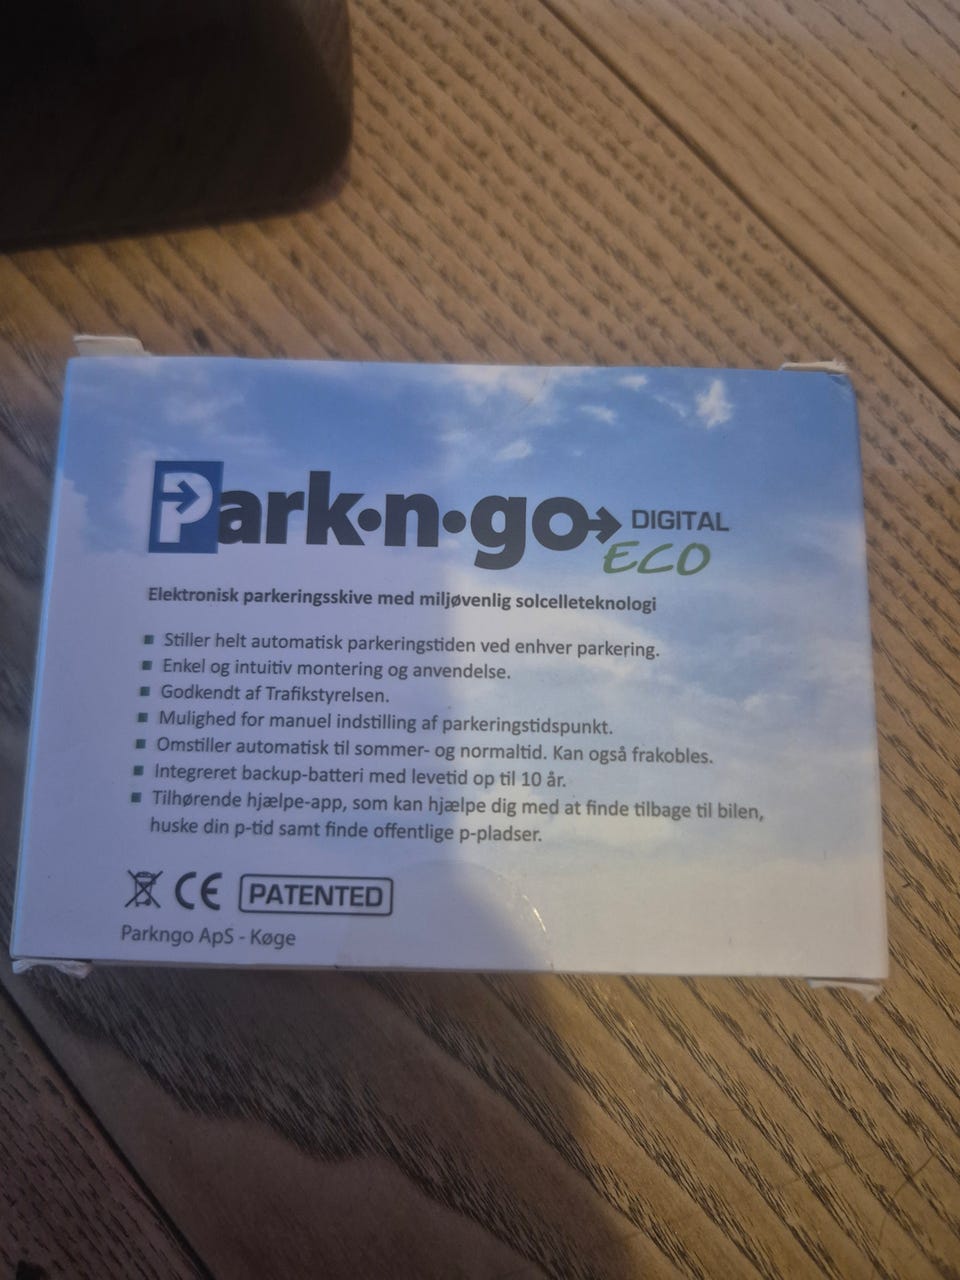 Park·n·go DIGITAL
ECO
Elektronisk parkeringsskive med miljøvenlig solcelleteknologi
▪ Stiller helt automatisk parkeringstiden ved enhver parkering.
▪ Enkel og intuitiv montering og anvendelse.
▪ Godkendt af Trafikstyrelsen.
▪ Mulighed for manuel indstilling af parkeringstidspunkt.
▪ Omstiller automatisk til sommer- og normaltid. Kan også frakobles.
▪ Integreret backup-batteri med levetid op til 10 år.
▪ Tilhørende hjælpe-app, som kan hjælpe dig med at finde tilbage til bilen,
huske din p-tid samt finde offentlige p-pladser.
CE PATENTED
Parkngo ApS - Køge